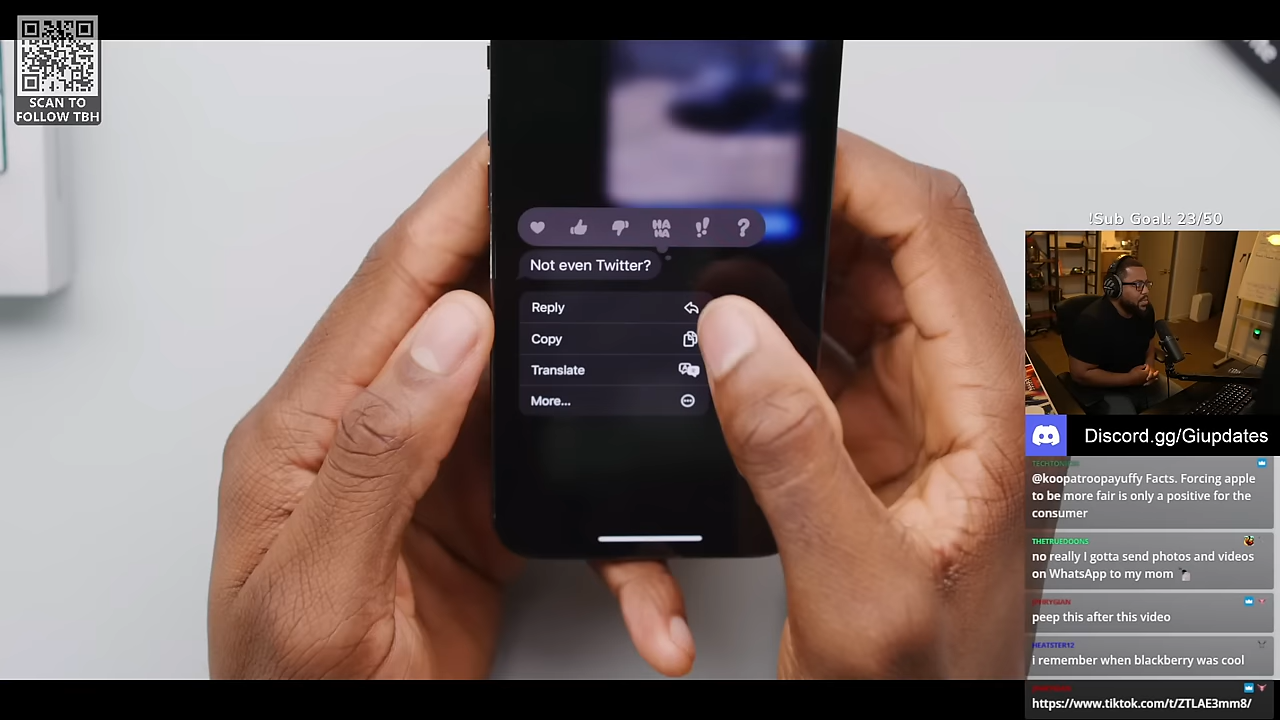 SCAN TO
FOLLOW TBH
HA
HA
Not even Twitter?
Reply
Copy
Translate
More...
!Sub Goal: 23/50
Discord.gg/Giupdates
@koopatroopayuffy Facts. Forcing apple
to be more fair is only a positive for the
consumer
THETRUEDOONS
no really I gotta send photos and videos
on WhatsApp to my mom
peep this after this video
HEATSTER12
i remember when blackberry was cool
https://www.tiktok.com/t/ZTLAE3mm8/